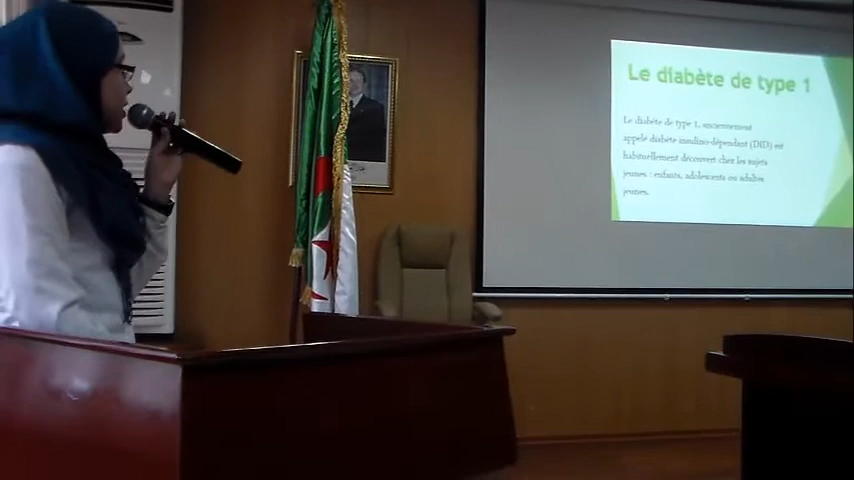 Le diabète de type 1
Le diabète de type 1, anciennement
appelé diabète insulino-dépendant (DID) est
habituellement découvert chez les sujet
jeunes : enfants, adolescents ou adultes
jeunes.